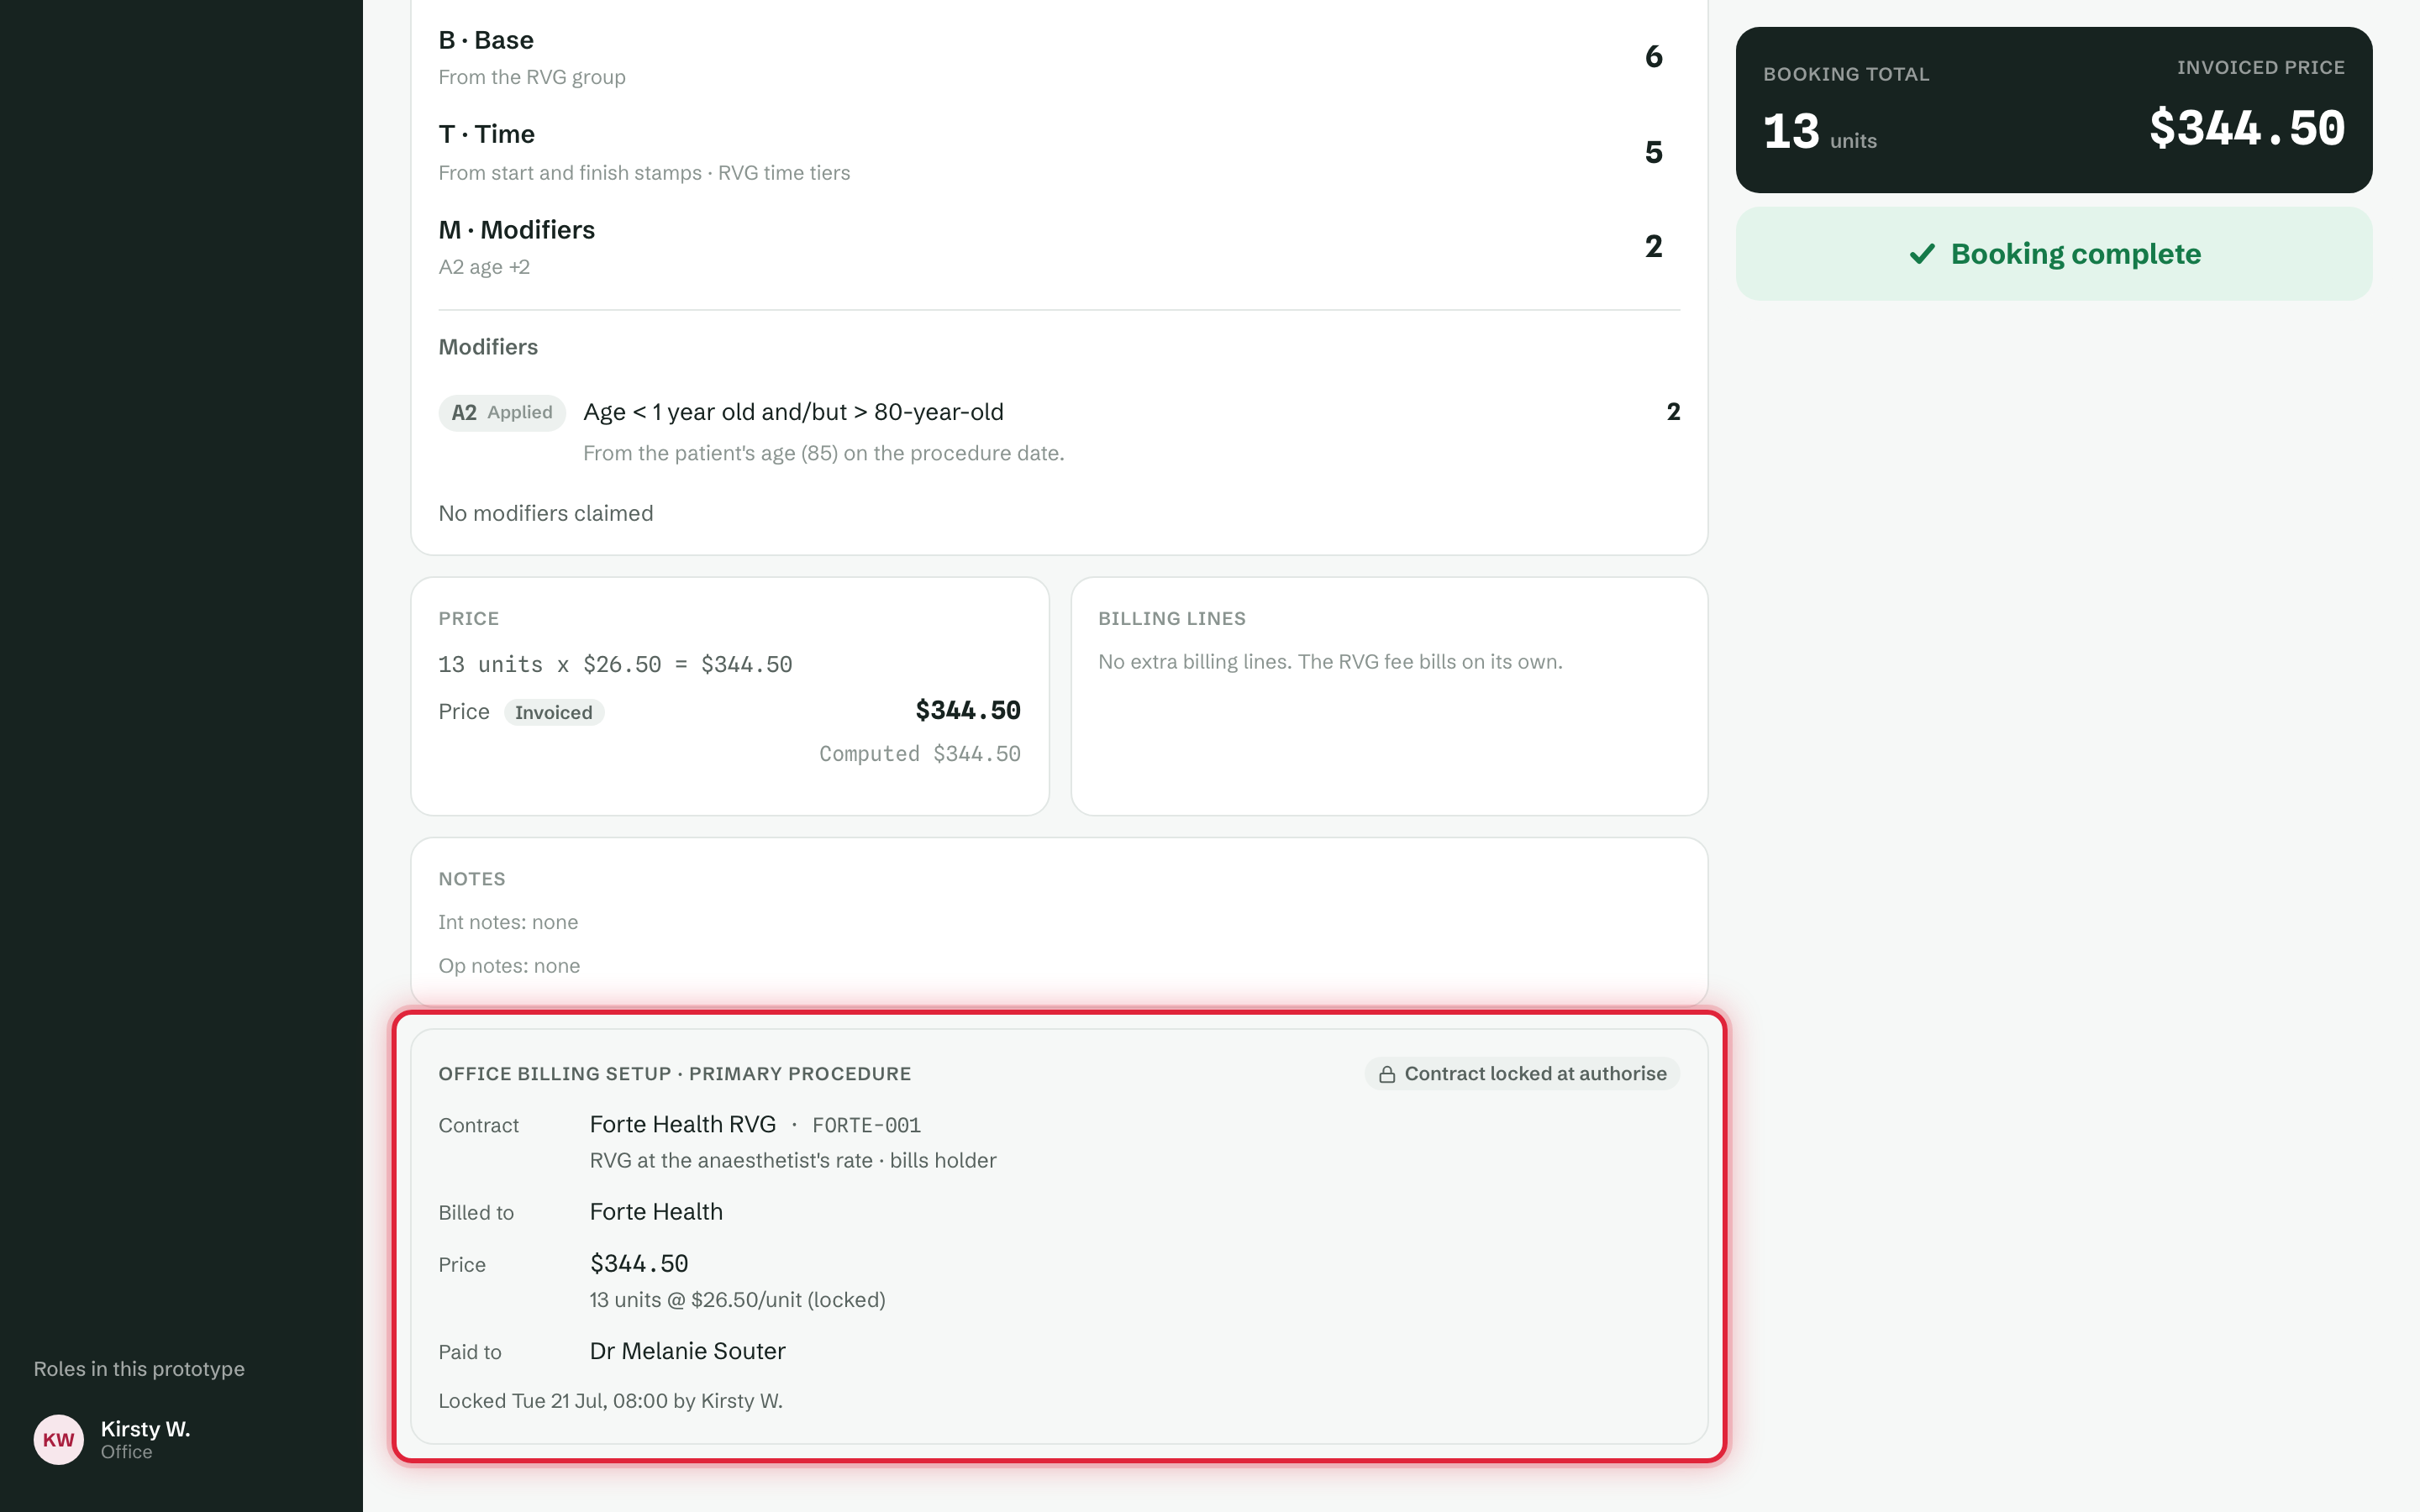 B · Base
6
From the RVG group
T · Time
5
From start and finish stamps · RVG time tiers
M · Modifiers
2
A2 age +2
Modifiers
A2 Applied Age < 1 year old and/but > 80-year-old 2
From the patient's age (85) on the procedure date.
No modifiers claimed
PRICE
13 units x $26.50 = $344.50
Price Invoiced $344.50
Computed $344.50
BILLING LINES
No extra billing lines. The RVG fee bills on its own.
NOTES
Int notes: none
Op notes: none
OFFICE BILLING SETUP · PRIMARY PROCEDURE
Contract locked at authorise
Contract Forte Health RVG · FORTE-001
RVG at the anaesthetist's rate · bills holder
Billed to Forte Health
Price $344.50
13 units @ $26.50/unit (locked)
Paid to Dr Melanie Souter
Locked Tue 21 Jul, 08:00 by Kirsty W.
BOOKING TOTAL
13 units
INVOICED PRICE
$344.50
Booking complete
Roles in this prototype
KW
Kirsty W.
Office